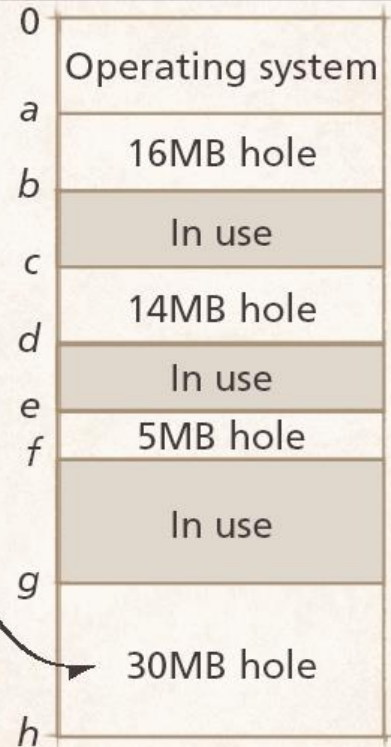 0
Operating system
a
16MB hole
b
In use
c
14MB hole
d
In use
e
5MB hole
f
In use
g
30MB hole
h